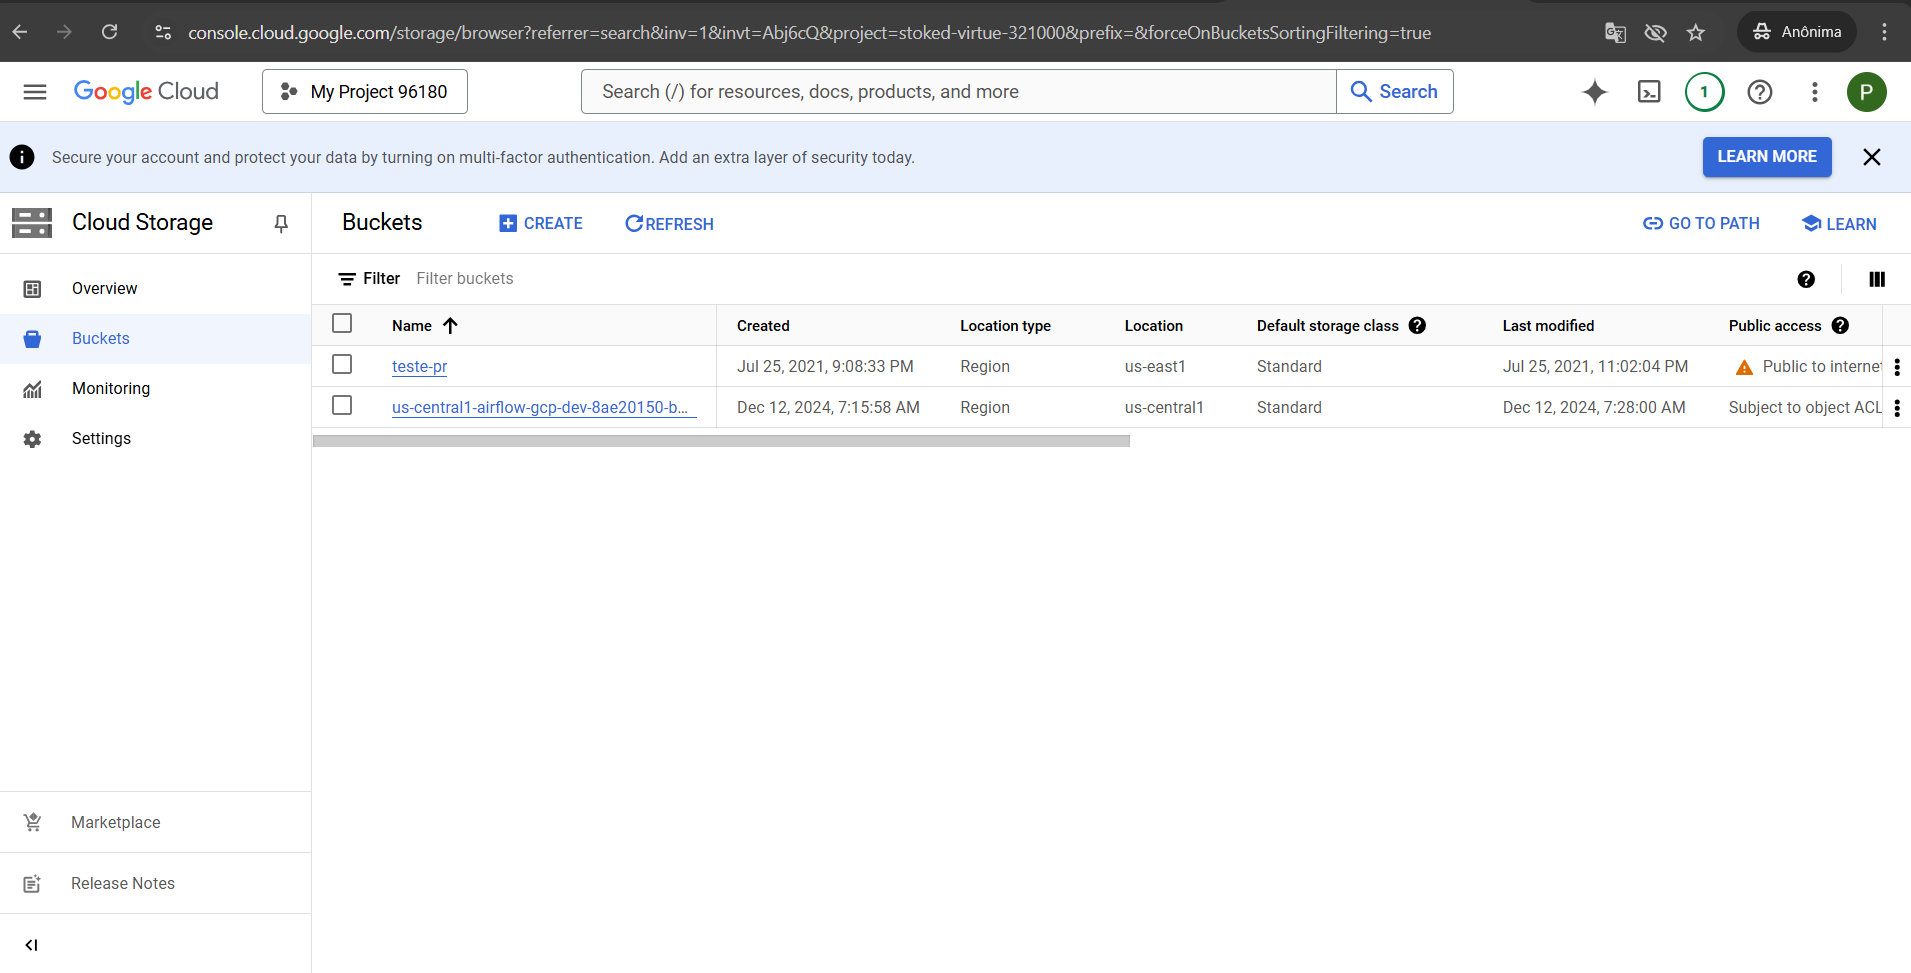 console.cloud.google.com/storage/browser?referrer=search&inv=1&invt=Abj6cQ&project=stoked-virtue-321000&prefix=&forceOnBucketsSortingFiltering=true
Anônima
Google Cloud
My Project 96180
Search (/) for resources, docs, products, and more
Search
1
P
Secure your account and protect your data by turning on multi-factor authentication. Add an extra layer of security today.
LEARN MORE
Cloud Storage
Buckets
CREATE
REFRESH
GO TO PATH
LEARN
Overview
Buckets
Monitoring
Settings
Filter Filter buckets
Name Created Location type Location Default storage class Last modified Public access
teste-pr Jul 25, 2021, 9:08:33 PM Region us-east1 Standard Jul 25, 2021, 11:02:04 PM Public to internet
us-central1-airflow-gcp-dev-8ae20150-b... Dec 12, 2024, 7:15:58 AM Region us-central1 Standard Dec 12, 2024, 7:28:00 AM Subject to object ACL
Marketplace
Release Notes